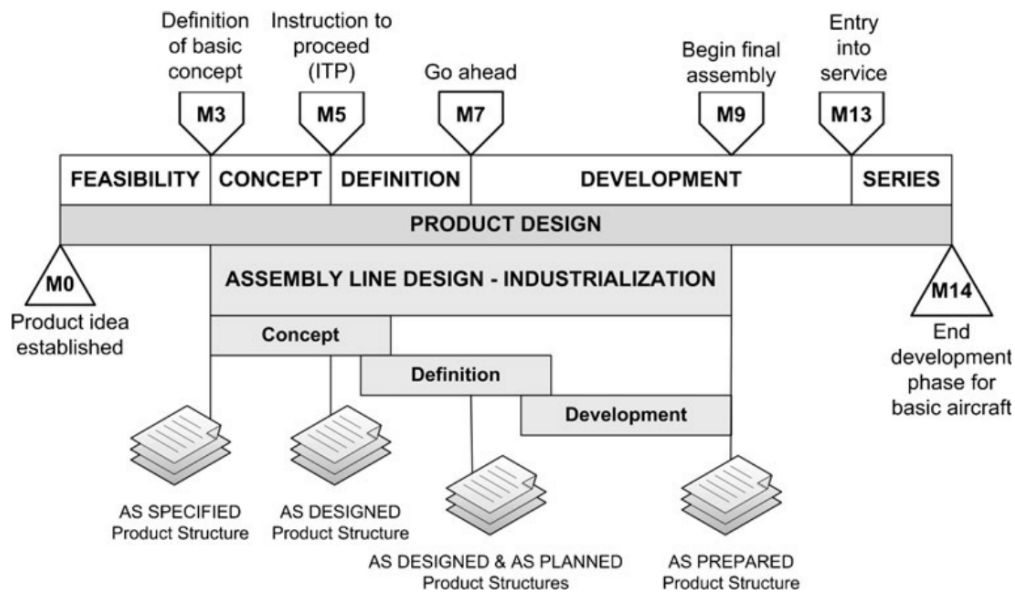 Definition
of basic
concept
Instruction to
proceed
(ITP)
Go ahead
Begin final
assembly
Entry
into
service
M3
M5
M7
M9
M13
FEASIBILITY
CONCEPT
DEFINITION
DEVELOPMENT
SERIES
PRODUCT DESIGN
M0
Product idea
established
ASSEMBLY LINE DESIGN - INDUSTRIALIZATION
M14
End
development
phase for
basic aircraft
Concept
Definition
Development
AS SPECIFIED
Product Structure
AS DESIGNED
Product Structure
AS DESIGNED & AS PLANNED
Product Structures
AS PREPARED
Product Structure